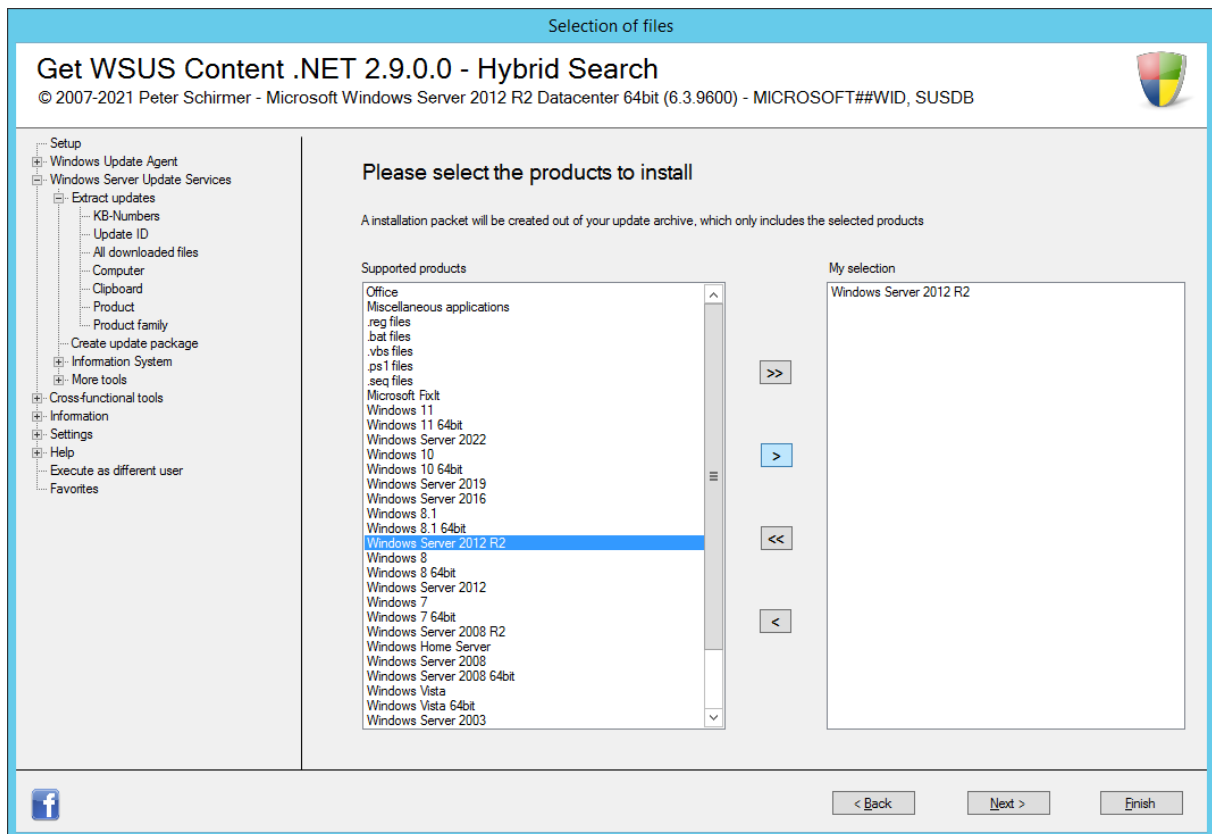 Selection of files
Get WSUS Content .NET 2.9.0.0 - Hybrid Search
© 2007-2021 Peter Schirmer - Microsoft Windows Server 2012 R2 Datacenter 64bit (6.3.9600) - MICROSOFT##WID, SUSDB
Setup
Windows Update Agent
Windows Server Update Services
Extract updates
KB-Numbers
Update ID
All downloaded files
Computer
Clipboard
Product
Product family
Create update package
Information System
More tools
Cross-functional tools
Information
Settings
Help
Execute as different user
Favorites
Please select the products to install
A installation packet will be created out of your update archive, which only includes the selected products
Supported products
Office
Miscellaneous applications
.reg files
.bat files
.vbs files
.ps1 files
.seq files
Microsoft FixIt
Windows 11
Windows 11 64bit
Windows Server 2022
Windows 10
Windows 10 64bit
Windows Server 2019
Windows Server 2016
Windows 8.1
Windows 8.1 64bit
Windows Server 2012 R2
Windows 8
Windows 8 64bit
Windows Server 2012
Windows 7
Windows 7 64bit
Windows Server 2008 R2
Windows Home Server
Windows Server 2008
Windows Server 2008 64bit
Windows Vista
Windows Vista 64bit
Windows Server 2003
>>
>
<<
<
My selection
Windows Server 2012 R2
f
< Back
Next >
Finish